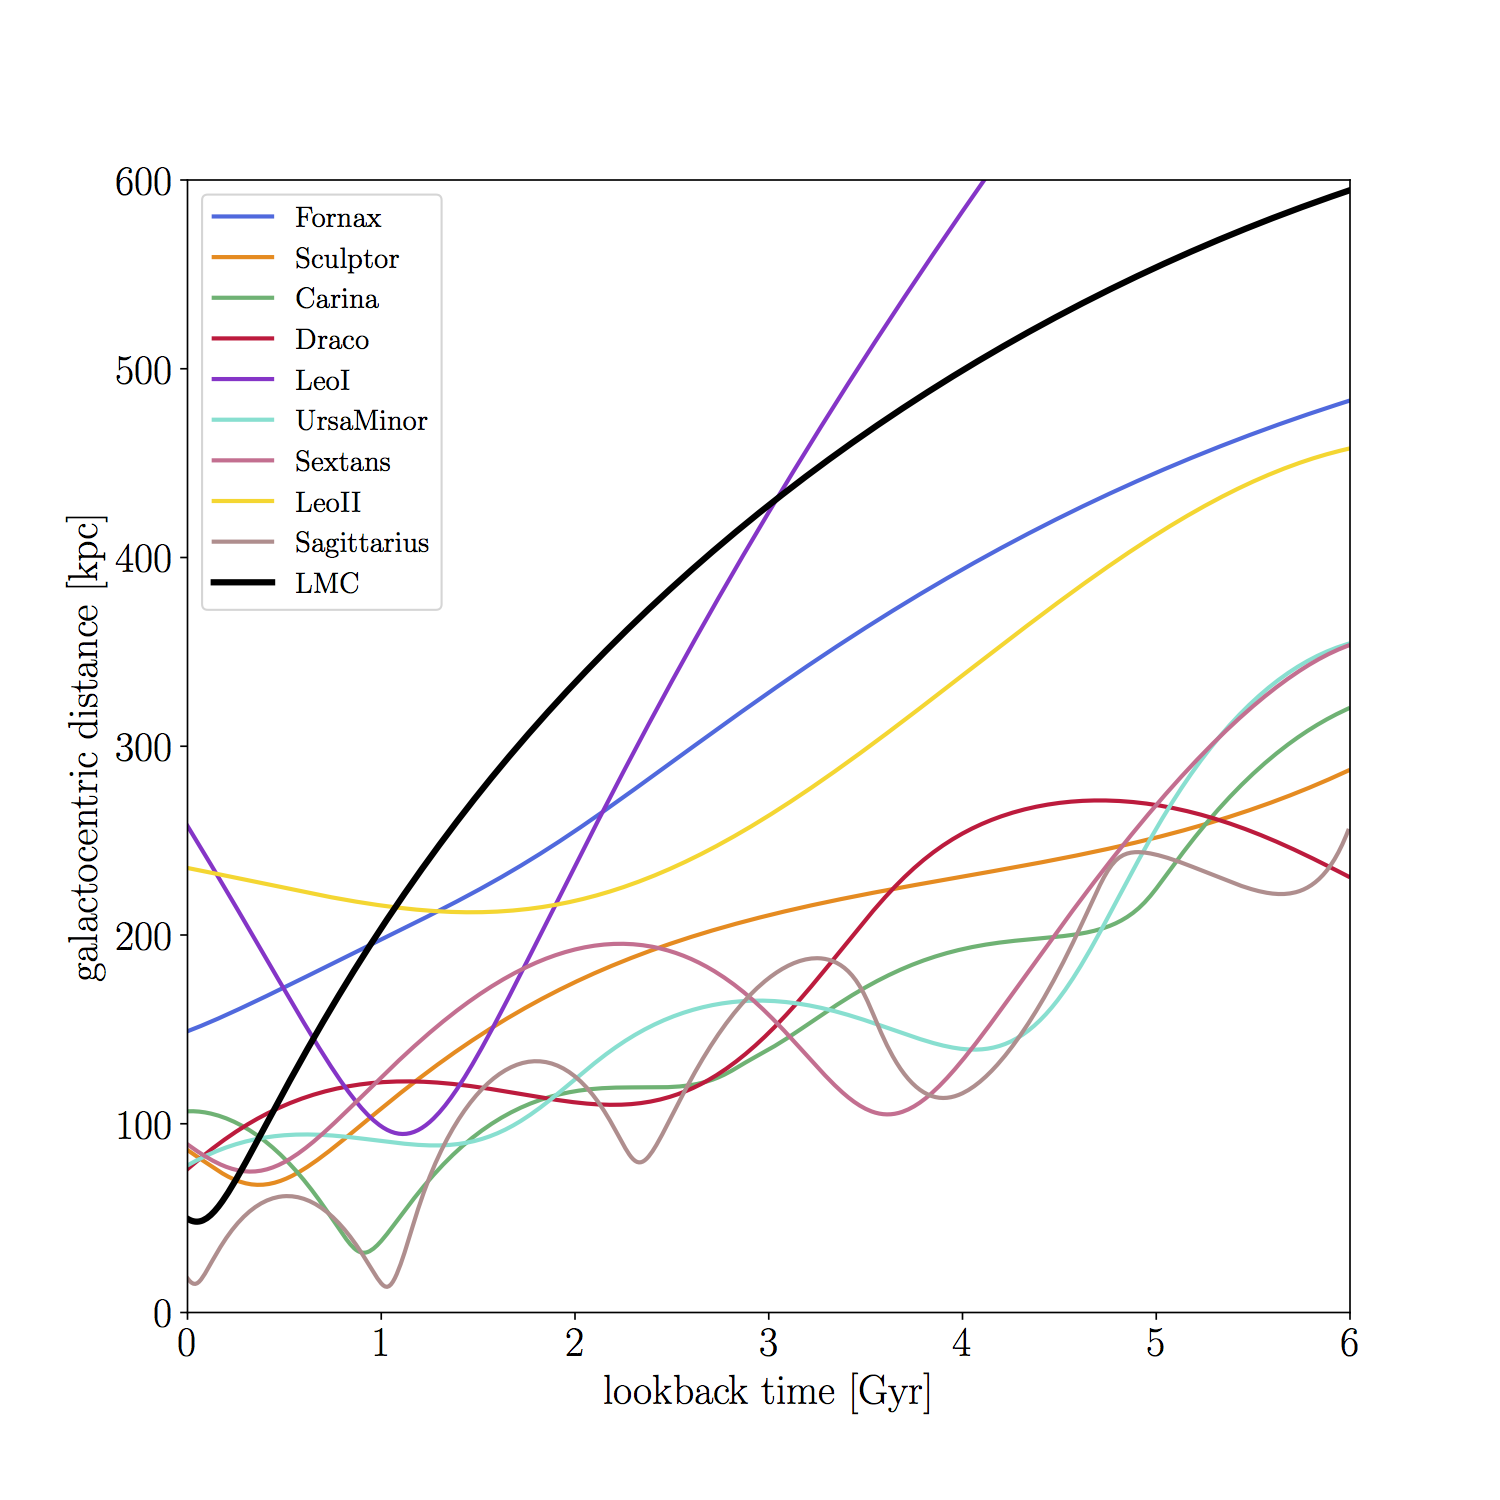 600
500
400
300
200
100
0
galactocentric distance [kpc]
Fornax
Sculptor
Carina
Draco
LeoI
UrsaMinor
Sextans
LeoII
Sagittarius
LMC
0 1 2 3 4 5 6
lookback time [Gyr]